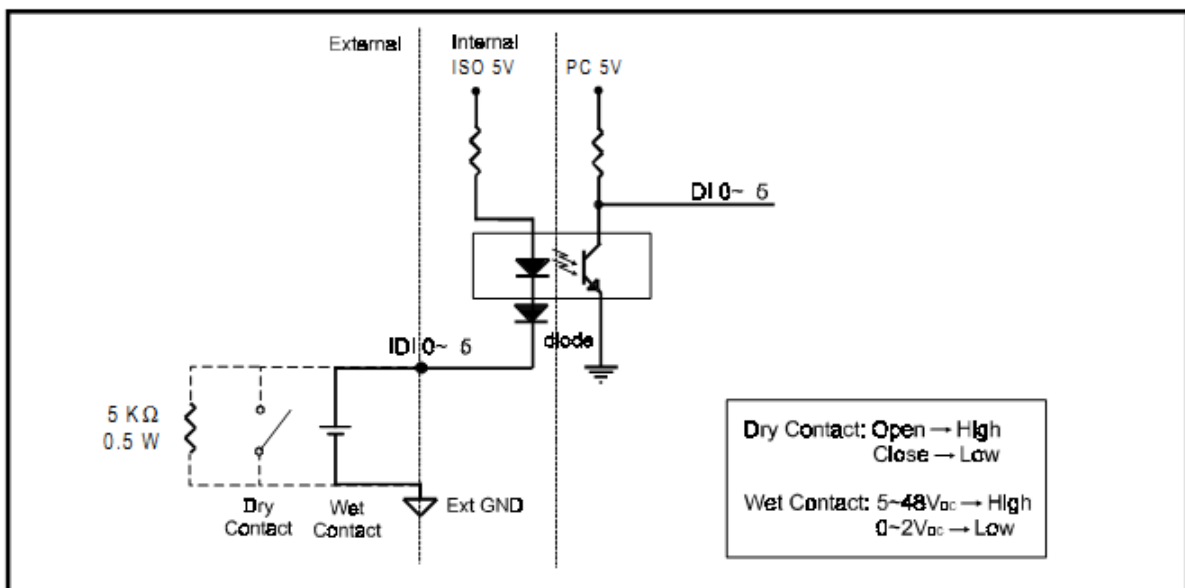 External
Internal
ISO 5V
PC 5V
DI 0~ 6
diode
IDI 0~ 6
5 KΩ
0.5 W
Dry
Contact
Wet
Contact
Ext GND
Dry Contact: Open → High
Close → Low
Wet Contact: 5~48VDC → High
0~2VDC → Low